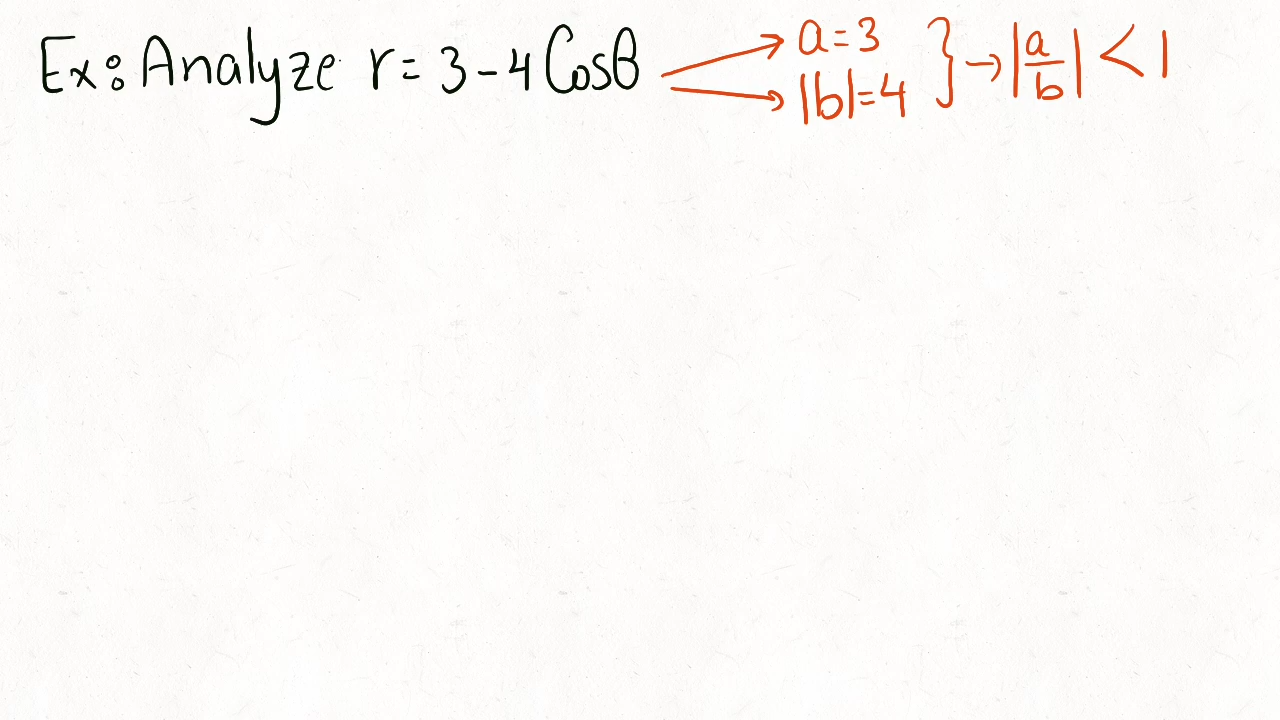 Ex: Analyze r = 3 - 4 Cosθ
a = 3
|b| = 4
} → |a/b| < 1